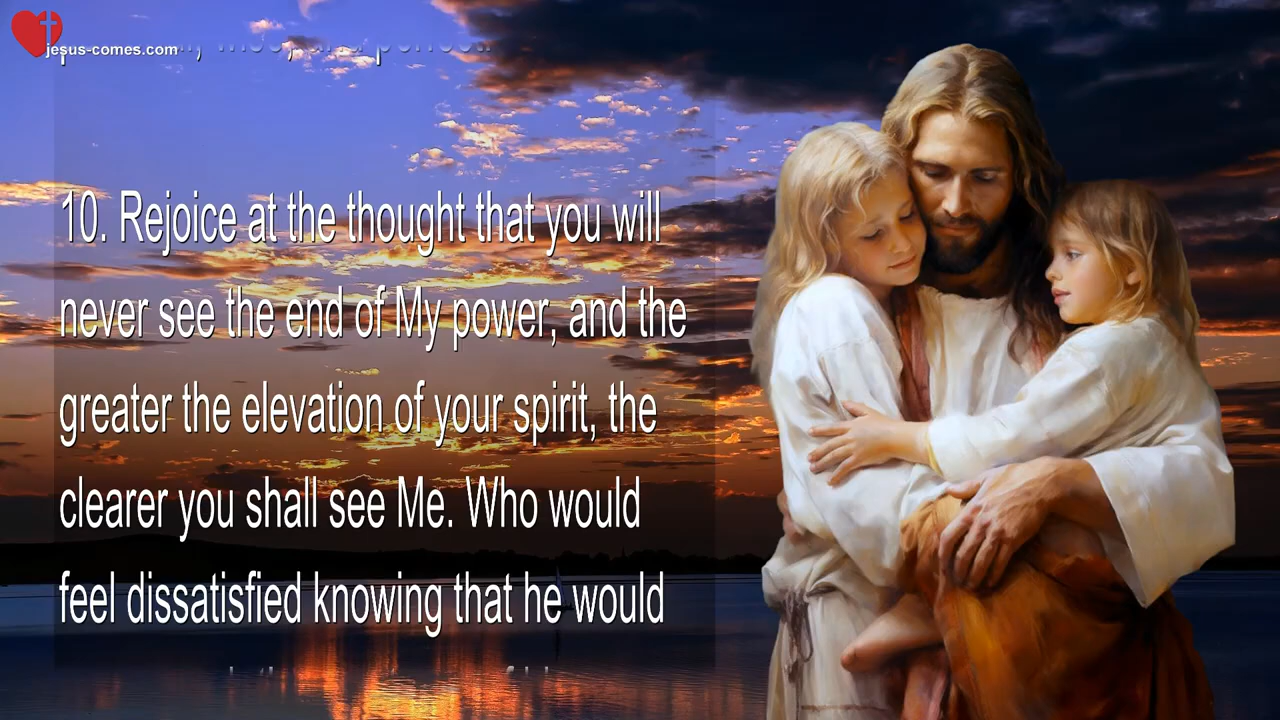 jesus-comes.com
10. Rejoice at the thought that you will
never see the end of My power, and the
greater the elevation of your spirit, the
clearer you shall see Me. Who would
feel dissatisfied knowing that he would